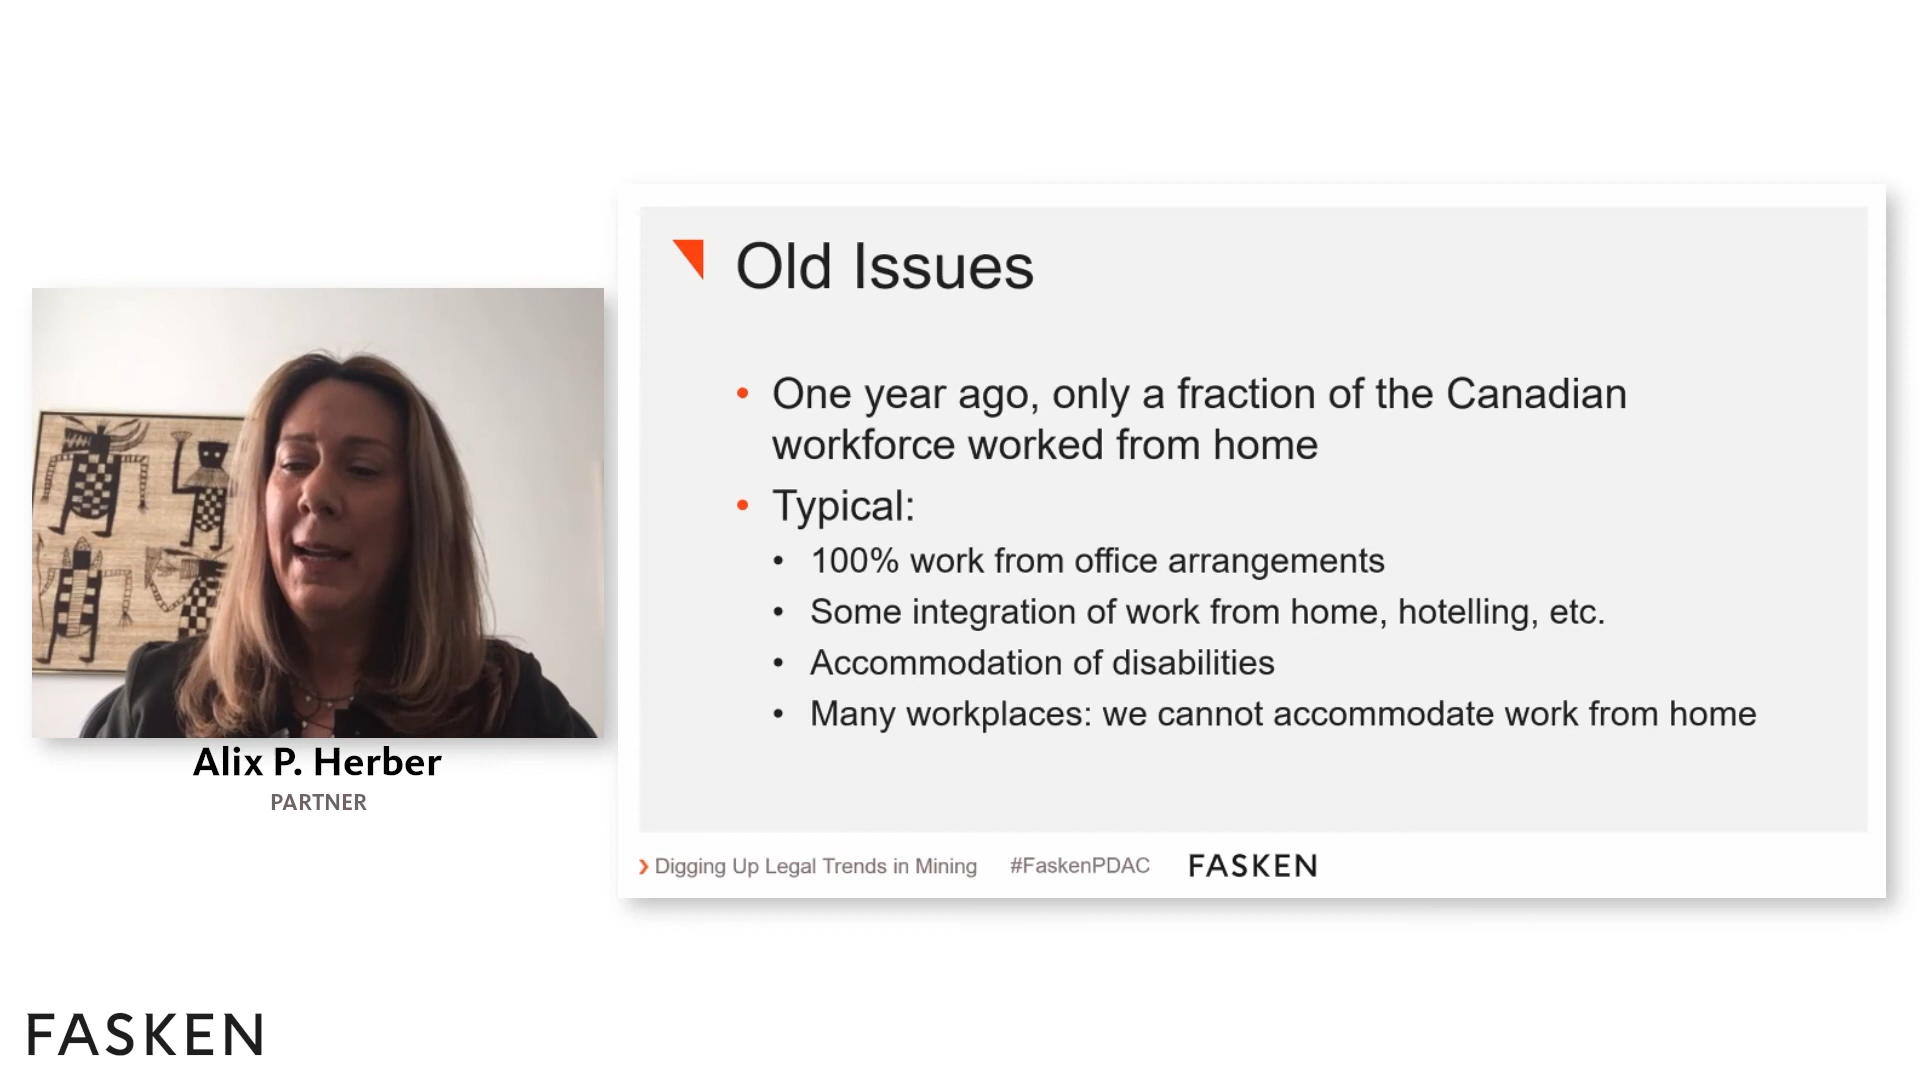 Old Issues
• One year ago, only a fraction of the Canadian
workforce worked from home
• Typical:
• 100% work from office arrangements
• Some integration of work from home, hotelling, etc.
• Accommodation of disabilities
• Many workplaces: we cannot accommodate work from home
Alix P. Herber
PARTNER
Digging Up Legal Trends in Mining #FaskenPDAC FASKEN
FASKEN